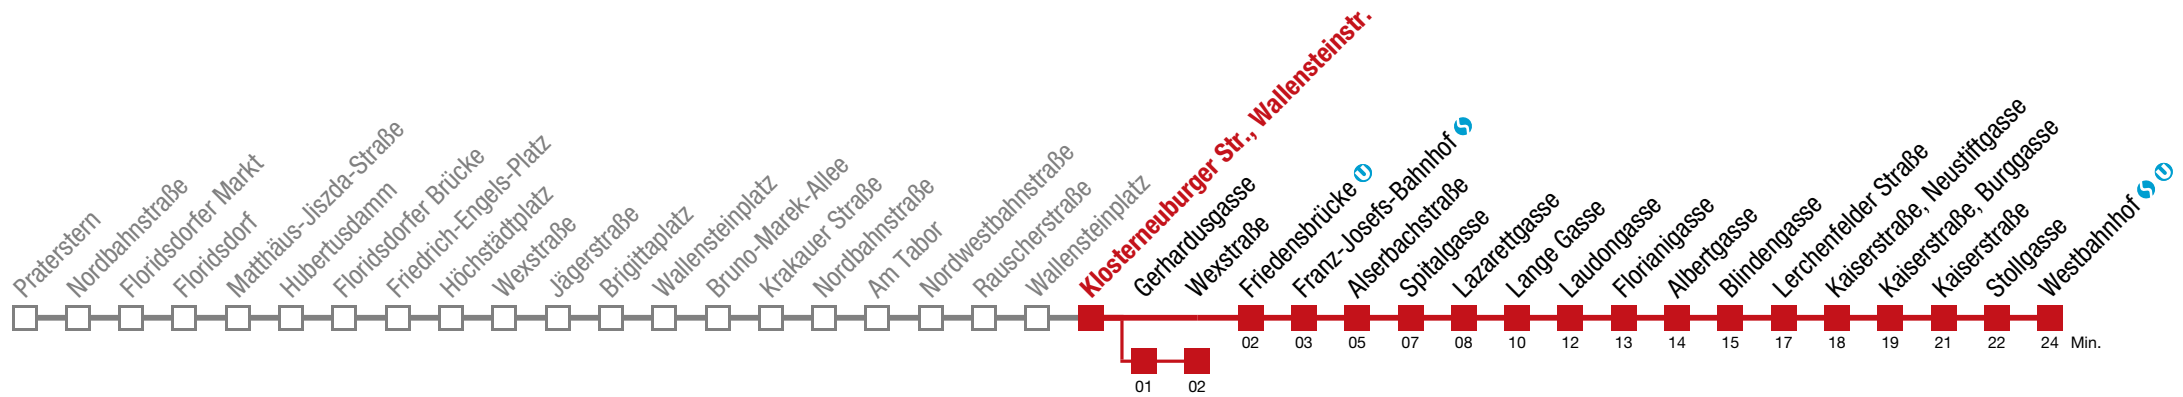 Praterstern
Nordbahnstraße
Floridsdorfer Markt
Floridsdorf
Matthäus-Jiszda-Straße
Hubertusdamm
Floridsdorfer Brücke
Friedrich-Engels-Platz
Höchstädtplatz
Wexstraße
Jägerstraße
Brigittaplatz
Wallensteinplatz
Bruno-Marek-Allee
Krakauer Straße
Nordbahnstraße
Am Tabor
Nordwestbahnstraße
Rauscherstraße
Wallensteinplatz
Klosterneuburger Str., Wallensteinstr.
Gerhardusgasse
Wexstraße
Friedensbrücke U
Franz-Josefs-Bahnhof S
Alserbachstraße
Spitalgasse
Lazarettgasse
Lange Gasse
Laudongasse
Florianigasse
Albertgasse
Blindengasse
Lerchenfelder Straße
Kaiserstraße, Neustiftgasse
Kaiserstraße, Burggasse
Kaiserstraße
Stollgasse
Westbahnhof S U
02 03 05 07 08 10 12 13 14 15 17 18 19 21 22 24 Min.
01 02